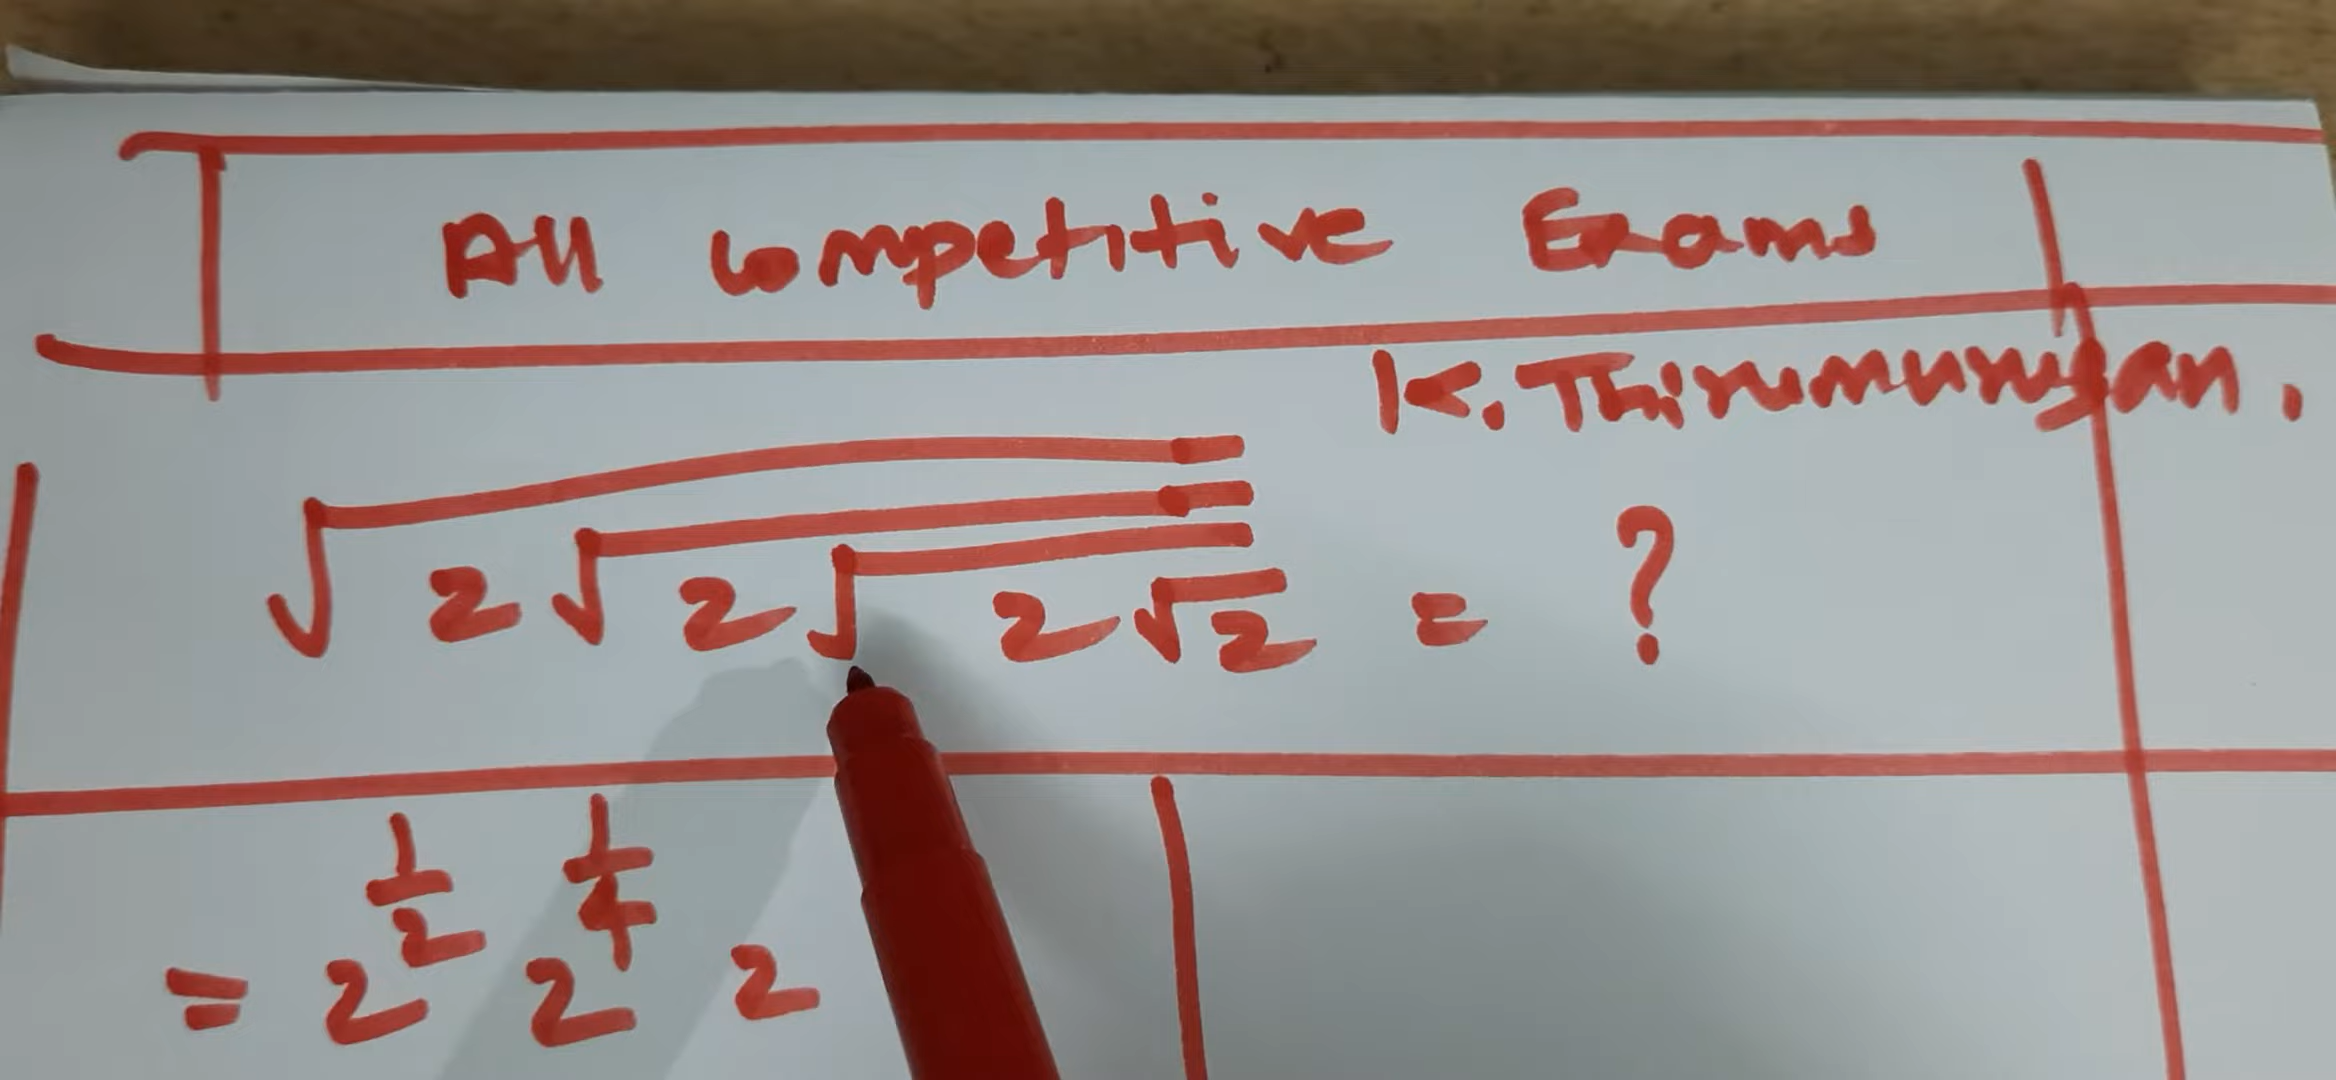 All competitive Exams
K. Thirumurugan.
√2√2√2√2 = ?
= 2^1/2 2^1/4 2